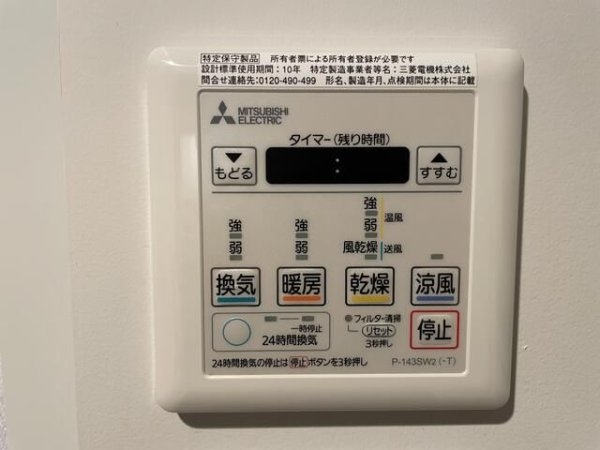 特定保守製品 所有者票による所有者登録が必要です
設計標準使用期間：10年 特定製造事業者等名：三菱電機株式会社
問合せ連絡先：0120-490-499 形名、製造年月、点検期間は本体に記載
MITSUBISHI
ELECTRIC
タイマー(残り時間)
▼ ▲
もどる :  すすむ
強
強 強 弱 温風
弱 弱 風乾燥 送風
換気 暖房 乾燥 涼風
一時停止 フィルター清掃
24時間換気 リセット 停止
3秒押し
24時間換気の停止は 停止 ボタンを3秒押し P-143SW2 (-T)